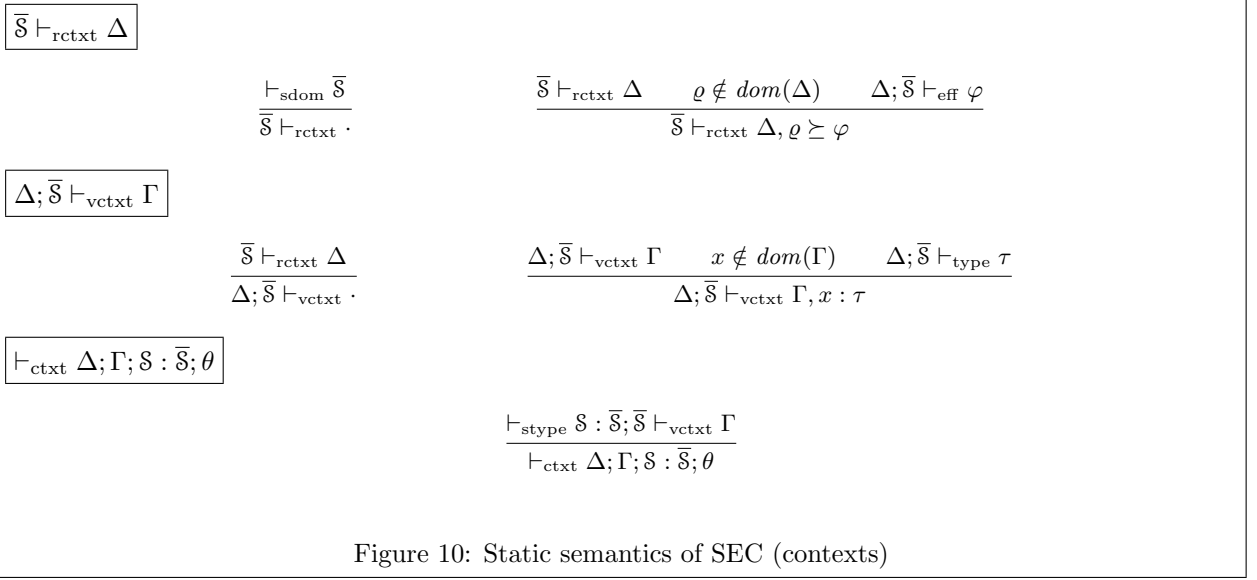 S̅ ⊢rctxt Δ
⊢sdom S̅
S̅ ⊢rctxt ·
S̅ ⊢rctxt Δ ϱ ∉ dom(Δ) Δ; S̅ ⊢eff φ
S̅ ⊢rctxt Δ, ϱ ⪰ φ
Δ; S̅ ⊢vctxt Γ
S̅ ⊢rctxt Δ
Δ; S̅ ⊢vctxt ·
Δ; S̅ ⊢vctxt Γ x ∉ dom(Γ) Δ; S̅ ⊢type τ
Δ; S̅ ⊢vctxt Γ, x : τ
⊢ctxt Δ; Γ; S : S̅; θ
⊢stype S : S̅; S̅ ⊢vctxt Γ
⊢ctxt Δ; Γ; S : S̅; θ
Figure 10: Static semantics of SEC (contexts)